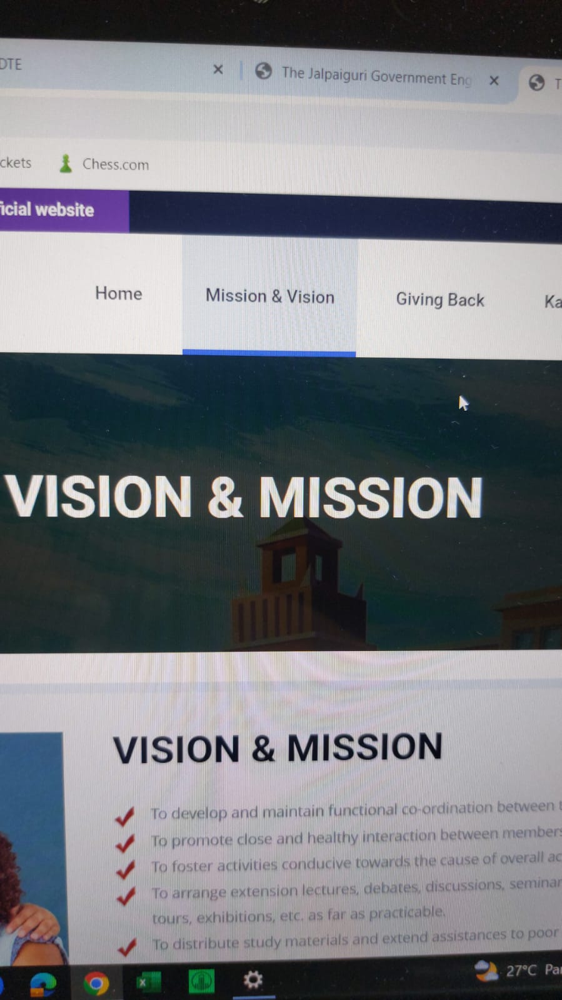 DTE
The Jalpaiguri Government Eng
T
ckets
Chess.com
ficial website
Home
Mission & Vision
Giving Back
Ka
VISION & MISSION
VISION & MISSION
To develop and maintain functional co-ordination between t
To promote close and healthy interaction between members
To foster activities conducive towards the cause of overall ac
To arrange extension lectures, debates, discussions, seminar
tours, exhibitions, etc. as far as practicable.
To distribute study materials and extend assistances to poor
27°C Par